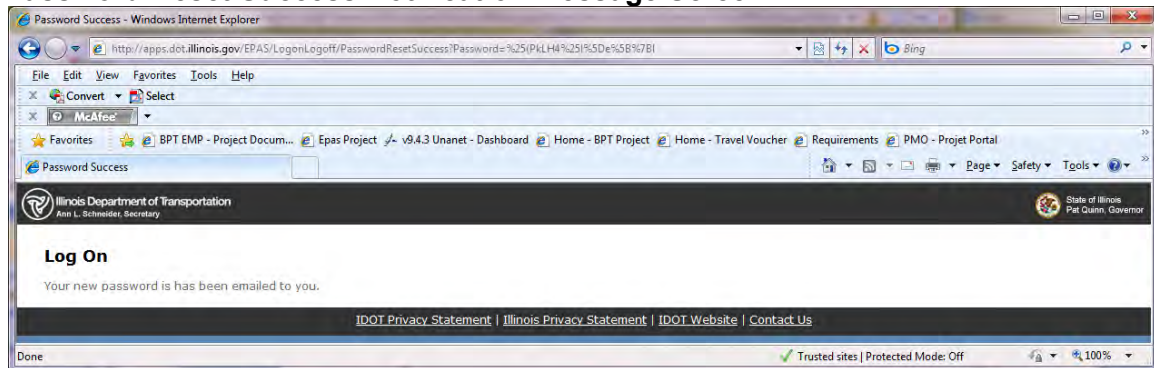 Password Success - Windows Internet Explorer
http://apps.dot.illinois.gov/EPAS/LogonLogoff/PasswordResetSuccess?Password=%25(PkLH4%25I%5De%5B%7BI
Bing
File Edit View Favorites Tools Help
Convert Select
McAfee
Favorites BPT EMP - Project Docum... Epas Project v9.4.3 Unanet - Dashboard Home - BPT Project Home - Travel Voucher Requirements PMO - Projet Portal
Password Success Page Safety Tools
Illinois Department of Transportation
Ann L. Schneider, Secretary
State of Illinois
Pat Quinn, Governor
Log On
Your new password is has been emailed to you.
IDOT Privacy Statement | Illinois Privacy Statement | IDOT Website | Contact Us
Done Trusted sites | Protected Mode: Off 100%